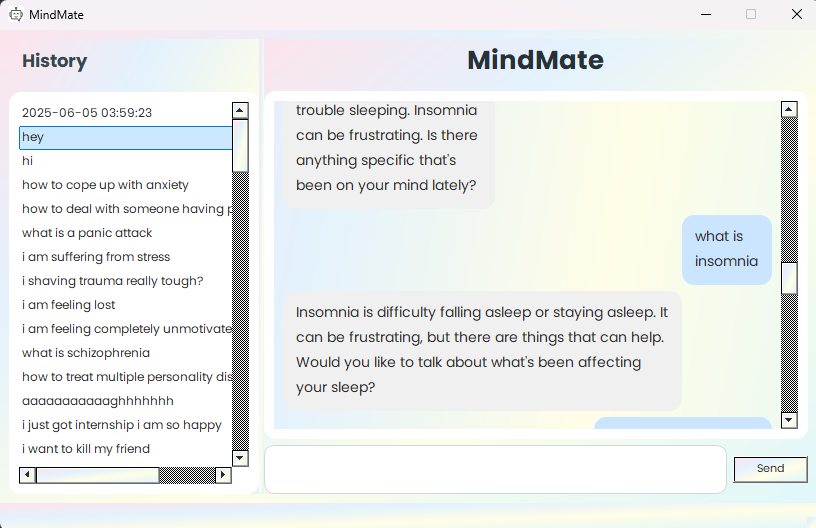 MindMate
History
2025-06-05 03:59:23
hey
hi
how to cope up with anxiety
how to deal with someone having p
what is a panic attack
i am suffering from stress
i shaving trauma really tough?
i am feeling lost
i am feeling completely unmotivate
what is schizophrenia
how to treat multiple personality dis
aaaaaaaaaaaghhhhhhh
i just got internship i am so happy
i want to kill my friend
MindMate
trouble sleeping. Insomnia
can be frustrating. Is there
anything specific that's
been on your mind lately?
what is
insomnia
Insomnia is difficulty falling asleep or staying asleep. It
can be frustrating, but there are things that can help.
Would you like to talk about what's been affecting
your sleep?
Send